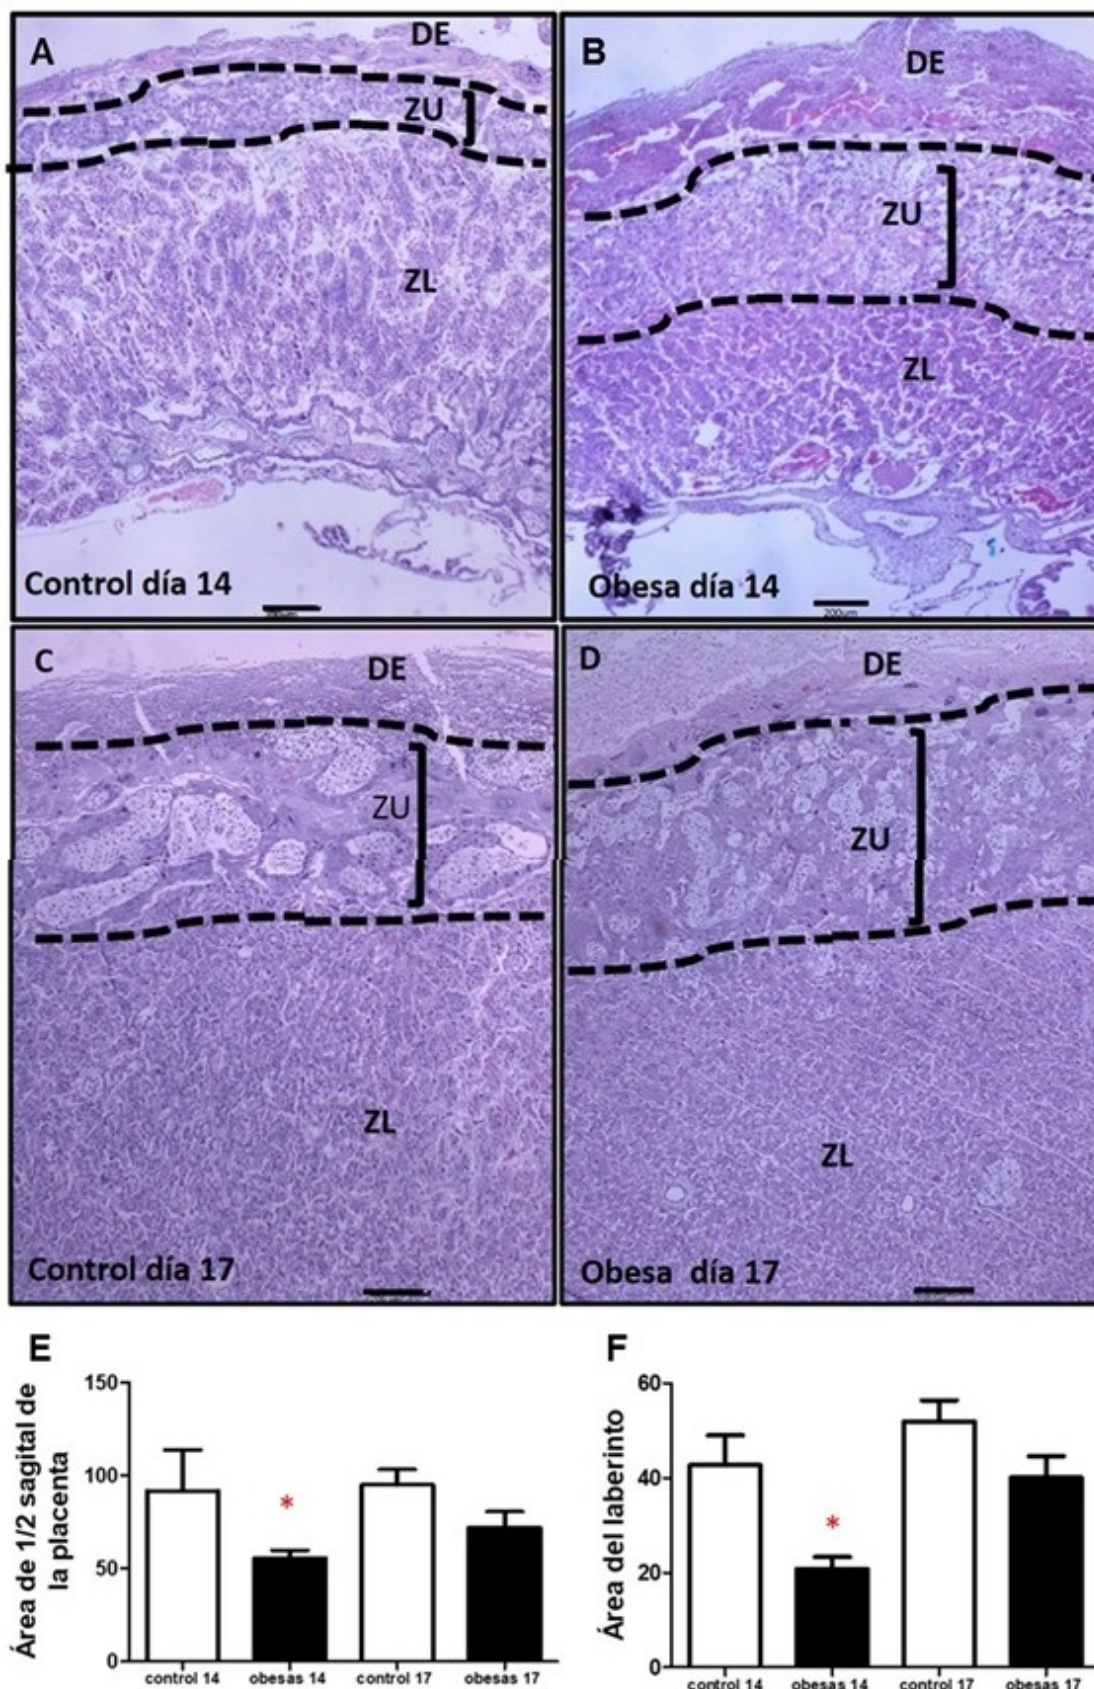 A
DE
ZU
ZL
Control día 14
B
DE
ZU
ZL
Obesa día 14
200um
C
DE
ZU
ZL
Control día 17
D
DE
ZU
ZL
Obesa día 17
E
Área de 1/2 sagital de
la placenta
150
100
50
0
*
control 14
obesas 14
control 17
obesas 17
F
Área del laberinto
60
40
20
0
*
control 14
obesas 14
control 17
obesas 17